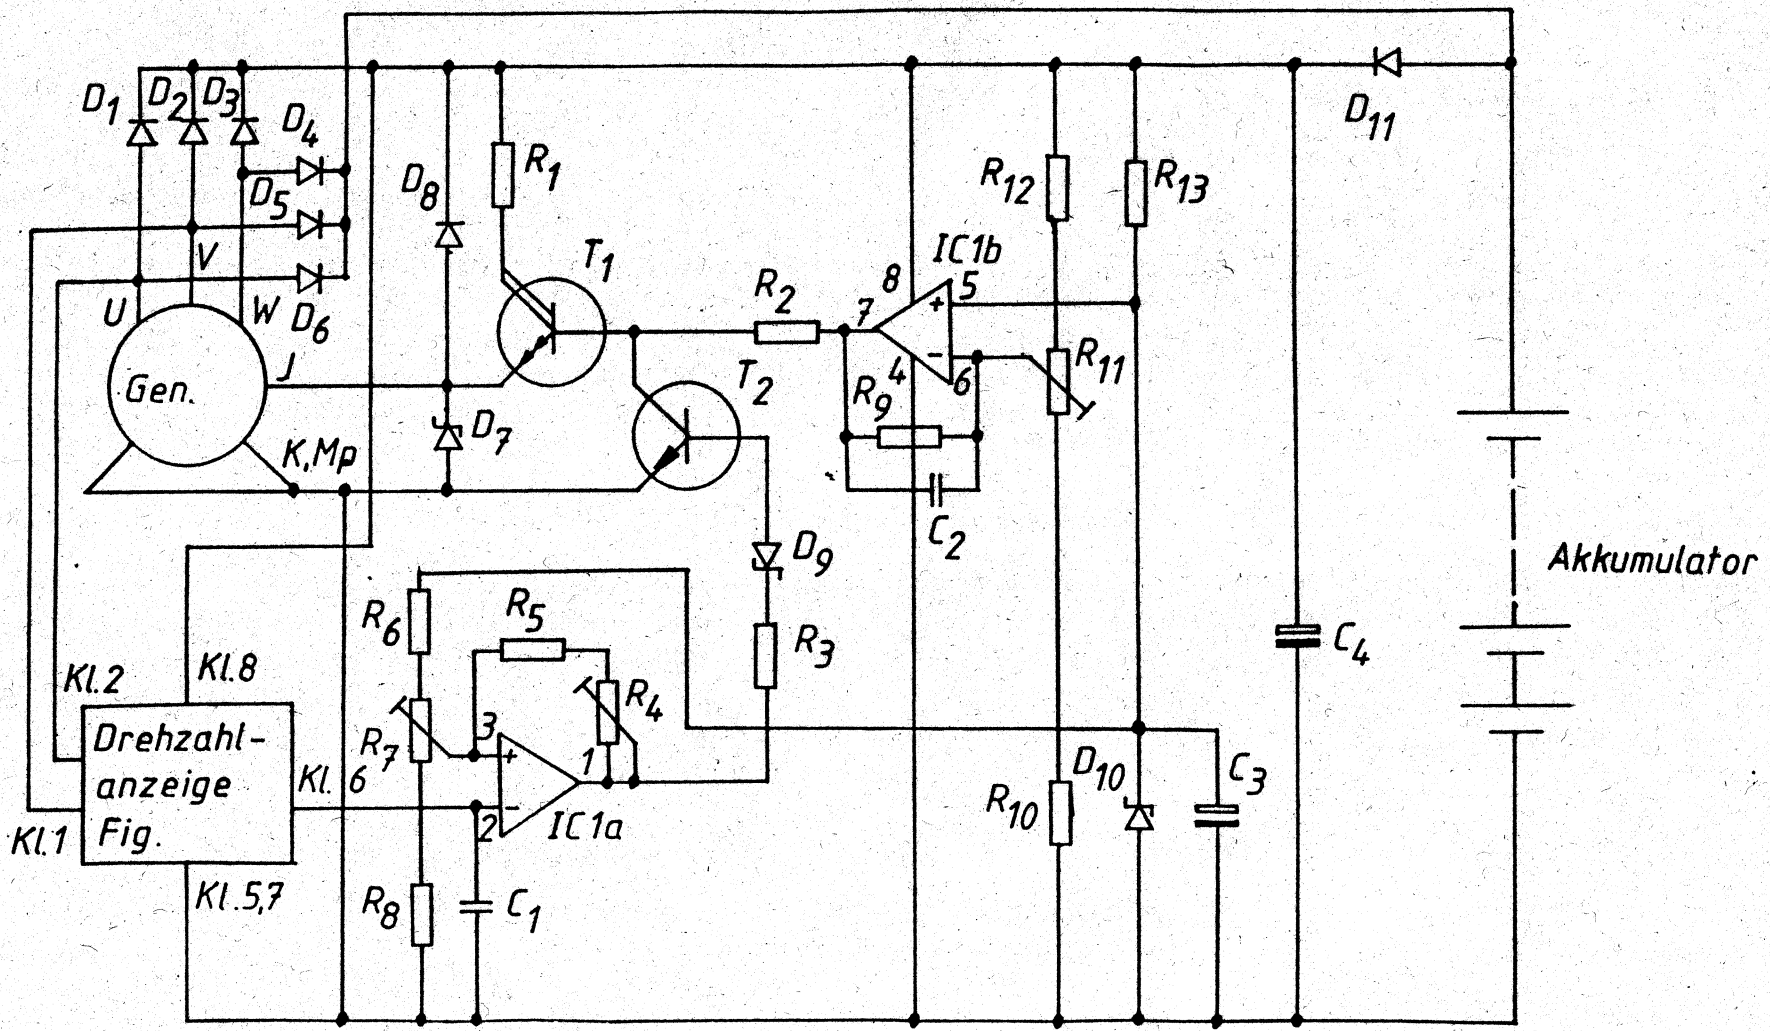 D1
D2
D3
D4
D5
D6
U
V
W
Gen.
J
K,Mp
D8
R1
T1
D7
T2
R2
7
8
IC1b
5
+
-
4
6
R9
C2
R12
R13
R11
D11
D9
R3
R6
R5
R4
R7
3
+
1
-
2
IC1a
R8
C1
R10
D10
C3
C4
Akkumulator
Kl.2
Kl.8
Drehzahl-
anzeige
Fig.
Kl. 6
Kl.1
Kl.5,7